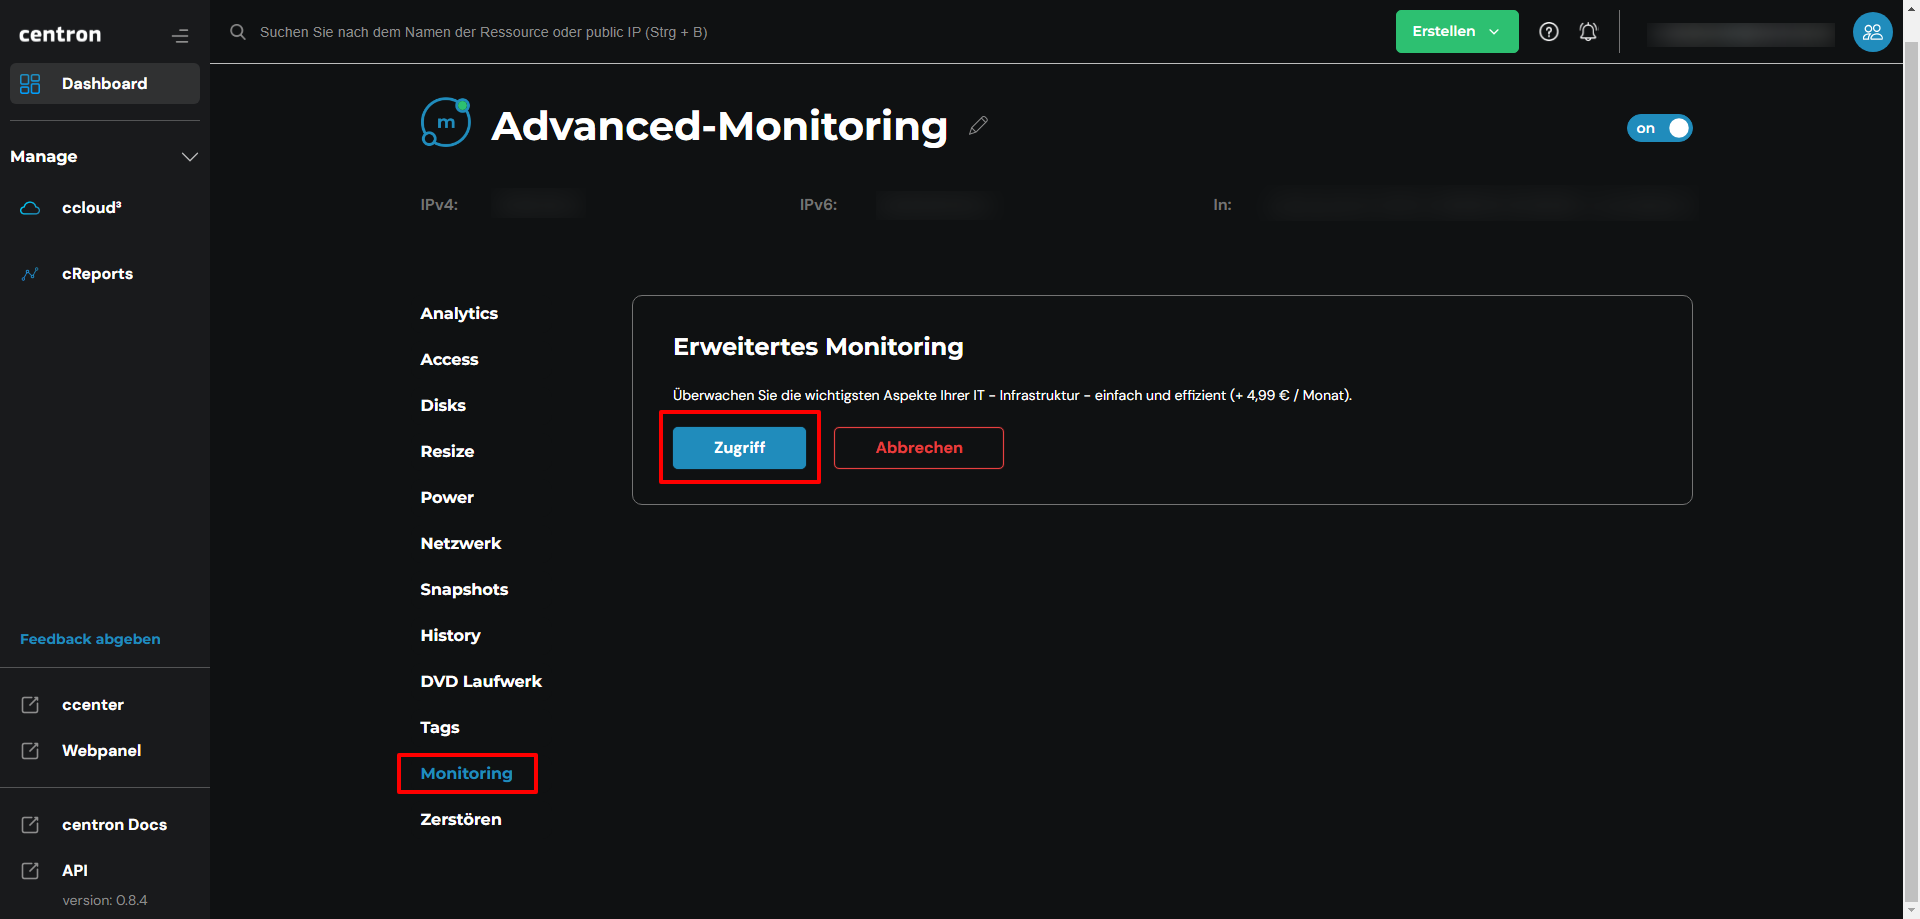 centron
Suchen Sie nach dem Namen der Ressource oder public IP (Strg + B)
Erstellen
Dashboard
Manage
ccloud³
cReports
Feedback abgeben
ccenter
Webpanel
centron Docs
API
version: 0.8.4
m
Advanced-Monitoring
on
IPv4:
IPv6:
In:
Analytics
Access
Disks
Resize
Power
Netzwerk
Snapshots
History
DVD Laufwerk
Tags
Monitoring
Zerstören
Erweitertes Monitoring
Überwachen Sie die wichtigsten Aspekte Ihrer IT - Infrastruktur - einfach und effizient (+ 4,99 € / Monat).
Zugriff
Abbrechen